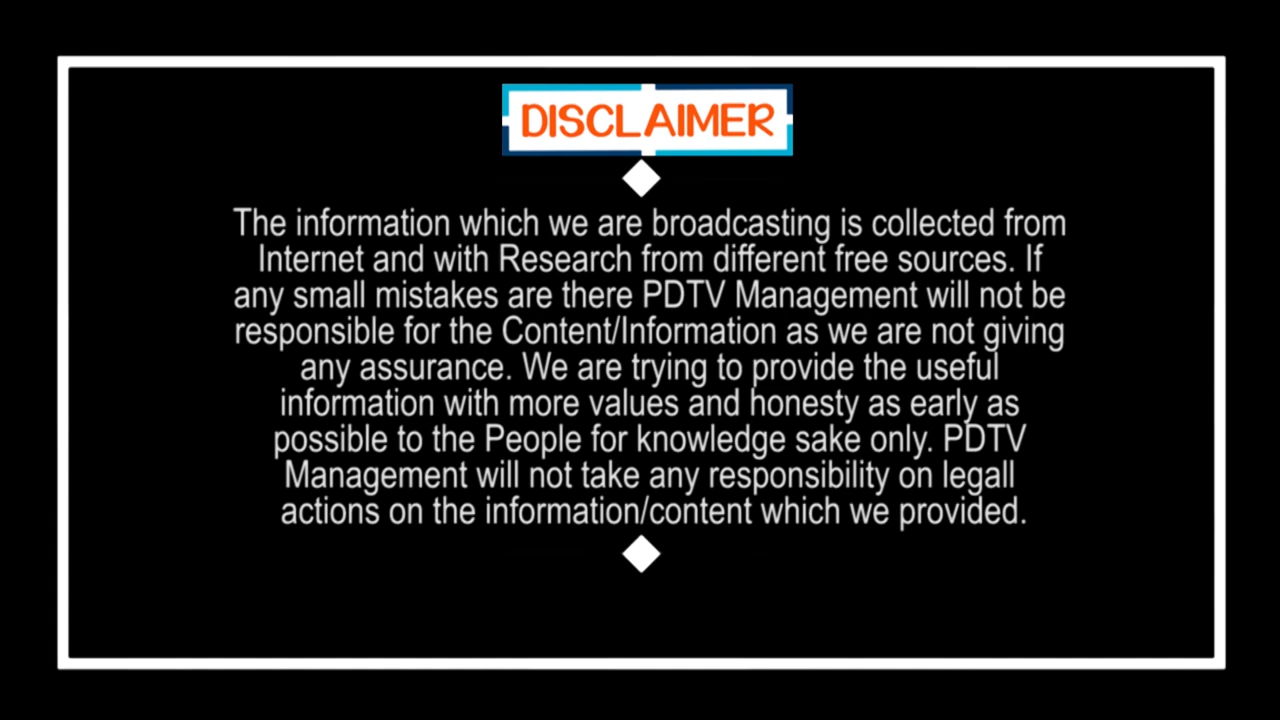 DISCLAIMER
The information which we are broadcasting is collected from
Internet and with Research from different free sources. If
any small mistakes are there PDTV Management will not be
responsible for the Content/Information as we are not giving
any assurance. We are trying to provide the useful
information with more values and honesty as early as
possible to the People for knowledge sake only. PDTV
Management will not take any responsibility on legall
actions on the information/content which we provided.